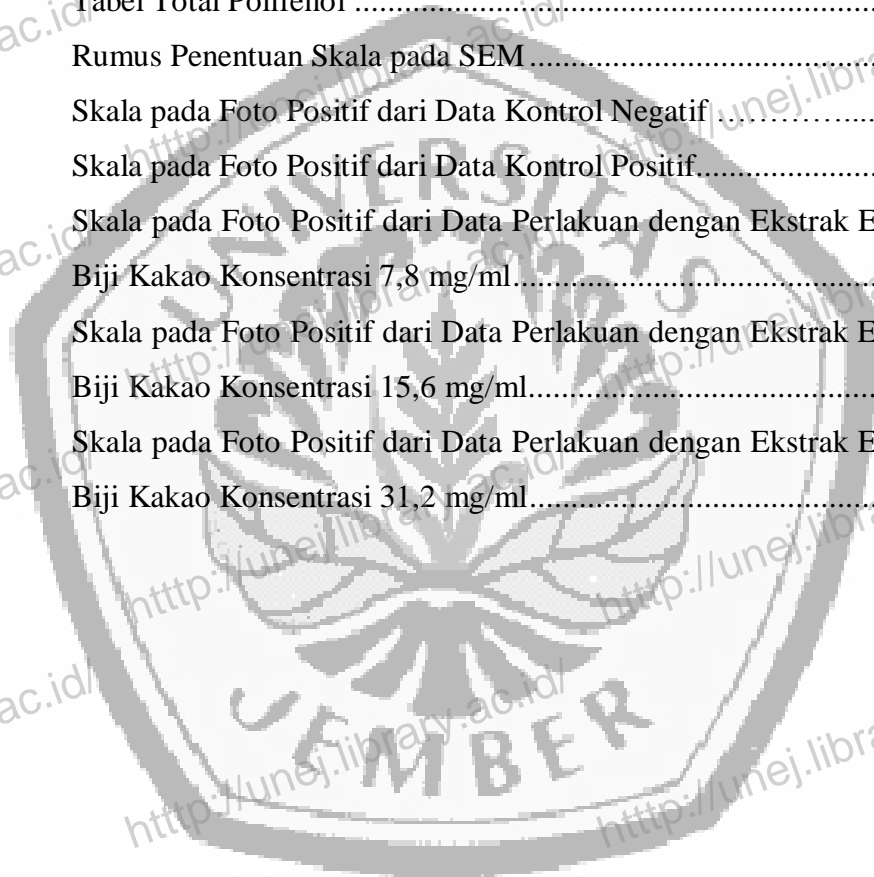 Tabel Total Polifenol ........................................................
Rumus Penentuan Skala pada SEM ........................................
Skala pada Foto Positif dari Data Kontrol Negatif ..................
Skala pada Foto Positif dari Data Kontrol Positif......................
Skala pada Foto Positif dari Data Perlakuan dengan Ekstrak
Biji Kakao Konsentrasi 7,8 mg/ml............................................
Skala pada Foto Positif dari Data Perlakuan dengan Ekstrak
Biji Kakao Konsentrasi 15,6 mg/ml..........................................
Skala pada Foto Positif dari Data Perlakuan dengan Ekstrak
Biji Kakao Konsentrasi 31,2 mg/ml..........................................
UNIVERSITAS
JEMBER